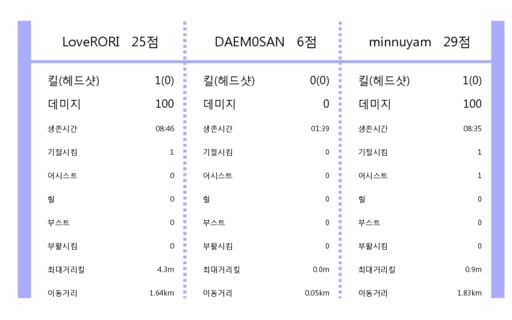 LoveRORI 25점 DAEM0SAN 6점 minnuyam 29점
킬(헤드샷) 1(0) 킬(헤드샷) 0(0) 킬(헤드샷) 1(0)
데미지 100 데미지 0 데미지 100
생존시간 08:46 생존시간 01:39 생존시간 08:35
기절시킴 1 기절시킴 0 기절시킴 1
어시스트 0 어시스트 0 어시스트 1
힐 0 힐 0 힐 0
부스트 0 부스트 0 부스트 0
부활시킴 0 부활시킴 0 부활시킴 0
최대거리킬 4.3m 최대거리킬 0.0m 최대거리킬 0.9m
이동거리 1.64km 이동거리 0.05km 이동거리 1.83km